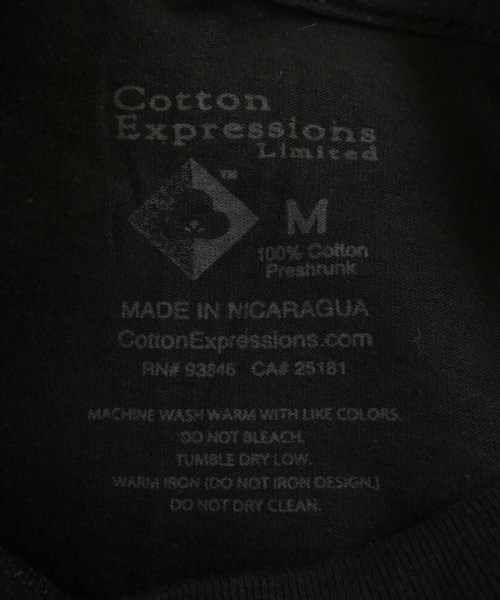 Cotton
Expressions
Limited
TM
M
100% Cotton
Preshrunk
MADE IN NICARAGUA
CottonExpressions.com
RN# 93846 CA# 25181
MACHINE WASH WARM WITH LIKE COLORS.
DO NOT BLEACH.
TUMBLE DRY LOW.
WARM IRON (DO NOT IRON DESIGN.)
DO NOT DRY CLEAN.